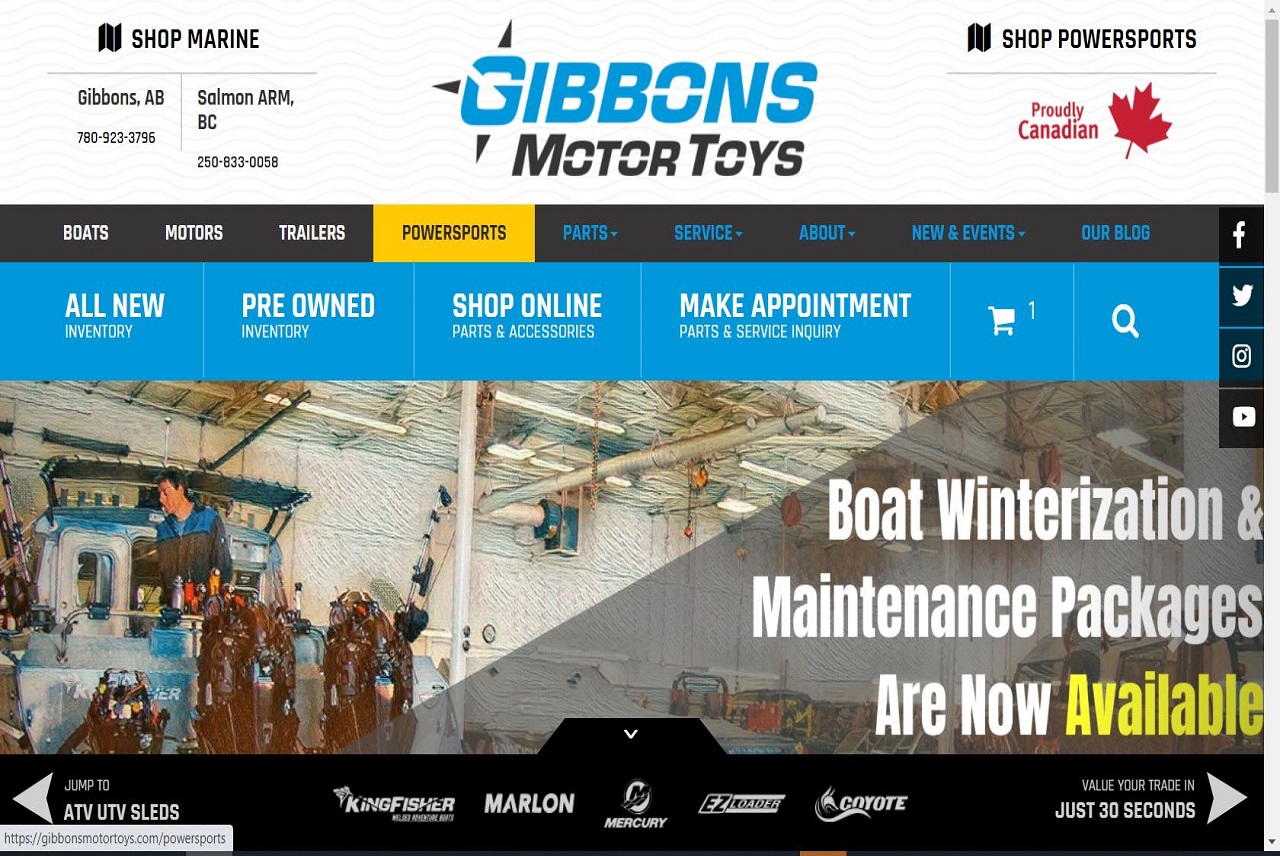 SHOP MARINE
Gibbons, AB
780-923-3796
Salmon ARM,
BC
250-833-0058
GIBBONS
MOTOR TOYS
SHOP POWERSPORTS
Proudly
Canadian
BOATS MOTORS TRAILERS POWERSPORTS PARTS SERVICE ABOUT NEW & EVENTS OUR BLOG
ALL NEW
INVENTORY
PRE OWNED
INVENTORY
SHOP ONLINE
PARTS & ACCESSORIES
MAKE APPOINTMENT
PARTS & SERVICE INQUIRY
1
Boat Winterization &
Maintenance Packages
Are Now Available
JUMP TO
ATV UTV SLEDS
KINGFISHER
WELDED ADVENTURE BOATS
MARLON
MERCURY
EZ LOADER
COYOTE
VALUE YOUR TRADE IN
JUST 30 SECONDS
https://gibbonsmotortoys.com/powersports